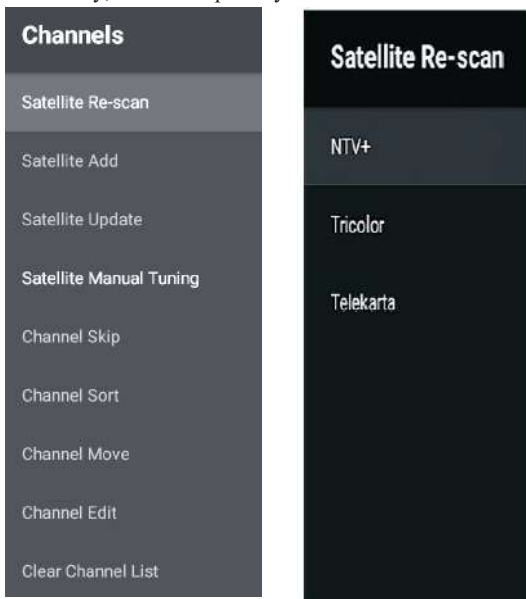 Channels
Satellite Re-scan
Satellite Add
Satellite Update
Satellite Manual Tuning
Channel Skip
Channel Sort
Channel Move
Channel Edit
Clear Channel List
Satellite Re-scan
NTV+
Tricolor
Telekarta